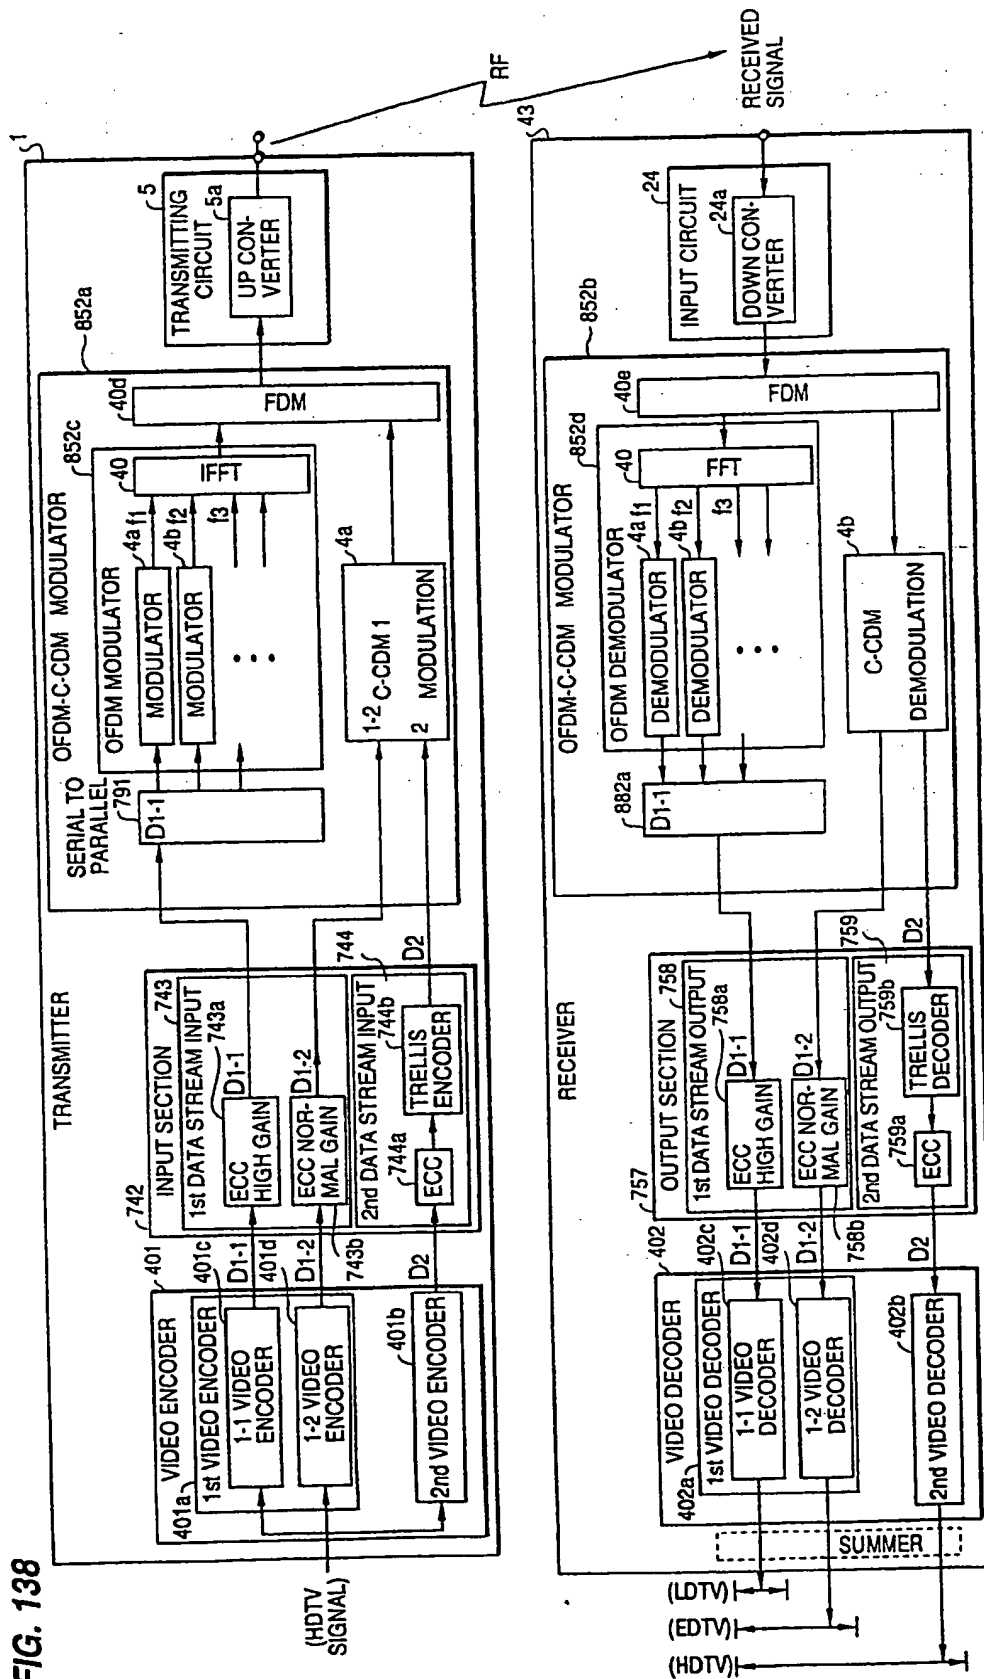 FIG. 138
TRANSMITTER
1
(HDTV
SIGNAL)
VIDEO ENCODER
401
401a
1st VIDEO ENCODER
401c
1-1 VIDEO
ENCODER
401d
1-2 VIDEO
ENCODER
401b
2nd VIDEO ENCODER
D1-1
D1-2
D2
742
INPUT SECTION
743
1st DATA STREAM INPUT
743a
ECC
HIGH GAIN
D1-1
ECC NOR-
MAL GAIN
D1-2
743b
744
2nd DATA STREAM INPUT
744a
ECC
744b
TRELLIS
ENCODER
D2
852a
OFDM-C-CDM MODULATOR
SERIAL TO
PARALLEL
791
D1-1
852c
OFDM MODULATOR
4a
MODULATOR
f1
4b
MODULATOR
f2
f3
40
IFFT
4a
1-2
C-CDM 1
2
MODULATION
40d
FDM
5
TRANSMITTING
CIRCUIT
5a
UP CON-
VERTER
RF
RECEIVED
SIGNAL
RECEIVER
43
24
INPUT CIRCUIT
24a
DOWN CON-
VERTER
852b
OFDM-C-CDM MODULATOR
40e
FDM
852d
OFDM DEMODULATOR
40
FFT
4a
DEMODULATOR
f1
4b
DEMODULATOR
f2
f3
882a
D1-1
4b
C-CDM
DEMODULATION
757
OUTPUT SECTION
758
1st DATA STREAM OUTPUT
758a
ECC
HIGH GAIN
D1-1
ECC NOR-
MAL GAIN
D1-2
758b
759
2nd DATA STREAM OUTPUT
759a
ECC
759b
TRELLIS
DECODER
D2
VIDEO DECODER
402
402a
1st VIDEO DECODER
402c
D1-1
1-1 VIDEO
DECODER
402d
D1-2
1-2 VIDEO
DECODER
402b
D2
2nd VIDEO DECODER
SUMMER
(LDTV)
(EDTV)
(HDTV)